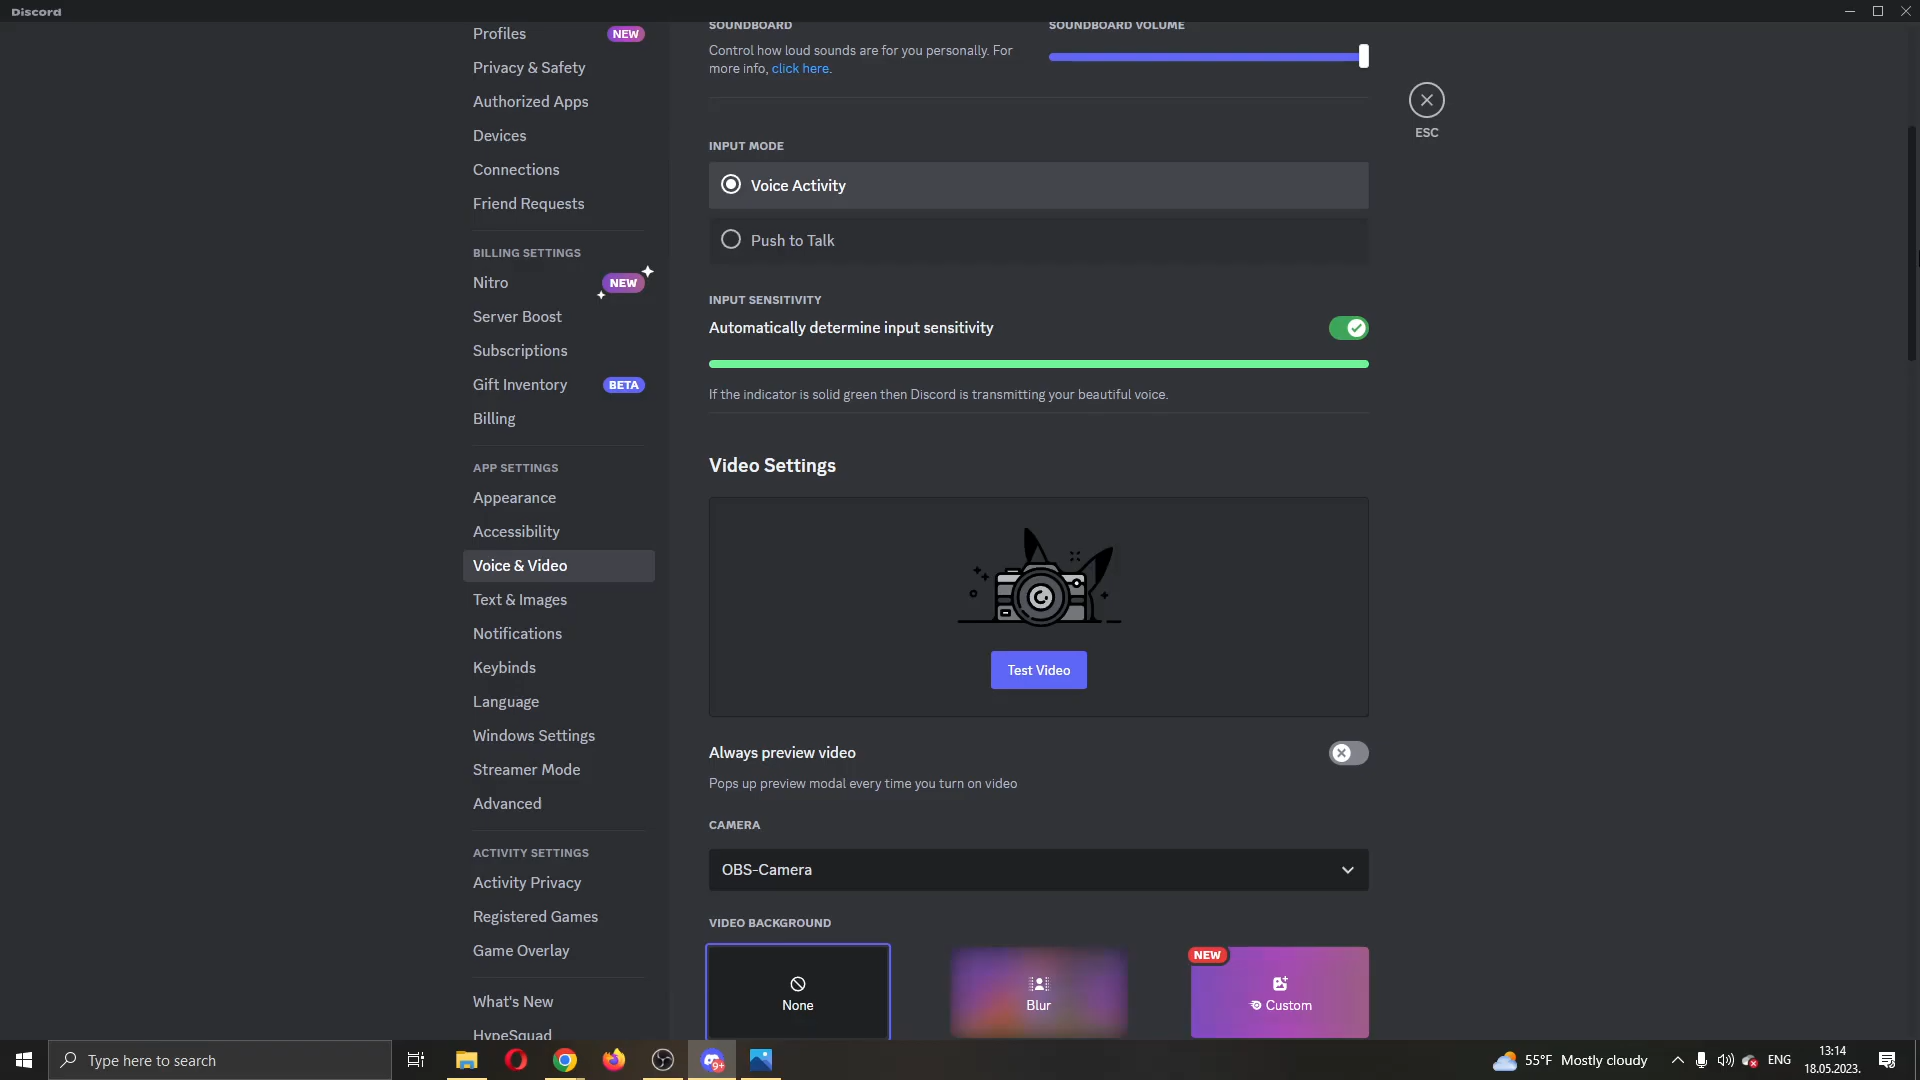 Discord
Profiles
NEW
Privacy & Safety
Authorized Apps
Devices
Connections
Friend Requests
BILLING SETTINGS
Nitro
NEW
Server Boost
Subscriptions
Gift Inventory
BETA
Billing
APP SETTINGS
Appearance
Accessibility
Voice & Video
Text & Images
Notifications
Keybinds
Language
Windows Settings
Streamer Mode
Advanced
ACTIVITY SETTINGS
Activity Privacy
Registered Games
Game Overlay
What's New
HypeSquad
SOUNDBOARD
Control how loud sounds are for you personally. For
more info, click here.
SOUNDBOARD VOLUME
ESC
INPUT MODE
Voice Activity
Push to Talk
INPUT SENSITIVITY
Automatically determine input sensitivity
If the indicator is solid green then Discord is transmitting your beautiful voice.
Video Settings
Test Video
Always preview video
Pops up preview modal every time you turn on video
CAMERA
OBS-Camera
VIDEO BACKGROUND
None
Blur
NEW
Custom
Type here to search
9+
55°F Mostly cloudy
ENG
13:14
18.05.2023.